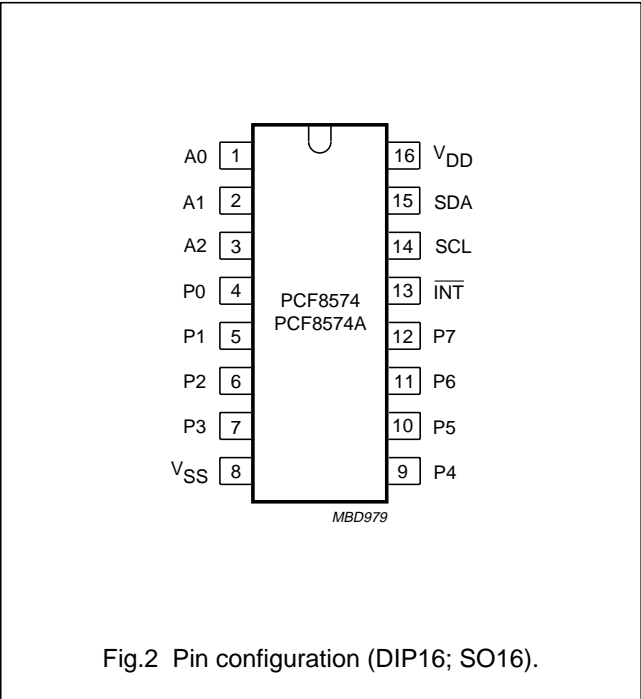 A0 1 16 VDD
A1 2 15 SDA
A2 3 14 SCL
P0 4 13 INT
PCF8574
PCF8574A
P1 5 12 P7
P2 6 11 P6
P3 7 10 P5
VSS 8 9 P4
MBD979
Fig.2 Pin configuration (DIP16; SO16).